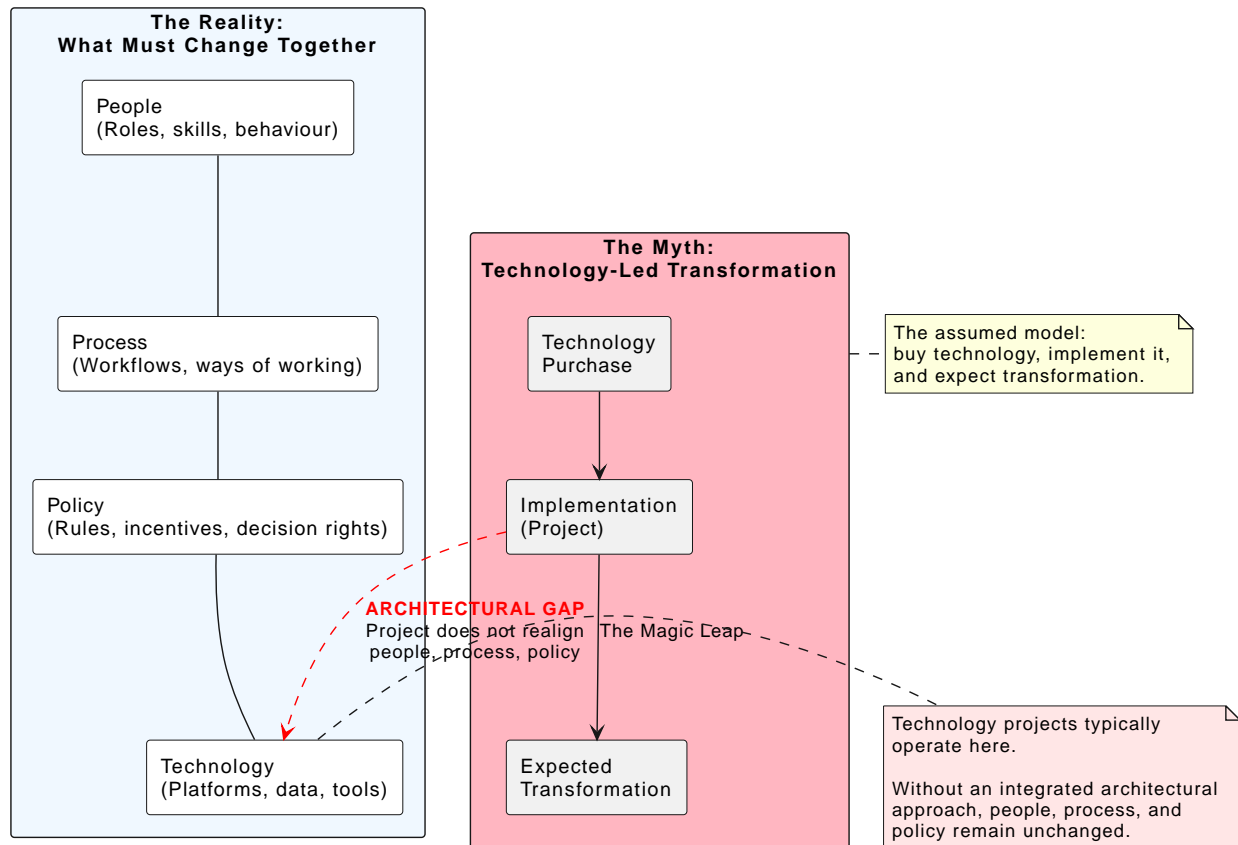 The Reality:
What Must Change Together
People
(Roles, skills, behaviour)
Process
(Workflows, ways of working)
Policy
(Rules, incentives, decision rights)
Technology
(Platforms, data, tools)
The Myth:
Technology-Led Transformation
Technology
Purchase
Implementation
(Project)
ARCHITECTURAL GAP
Project does not realign
people, process, policy
The Magic Leap
Expected
Transformation
The assumed model:
buy technology, implement it,
and expect transformation.
Technology projects typically
operate here.
Without an integrated architectural
approach, people, process, and
policy remain unchanged.